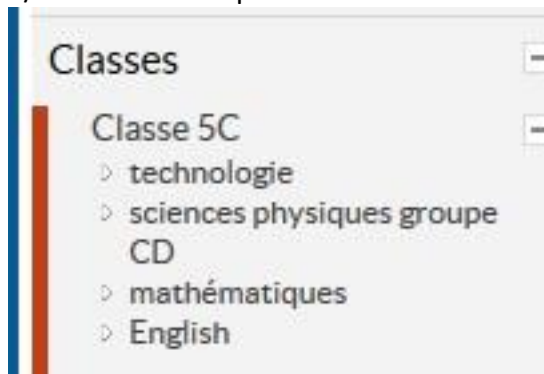 Classes
Classe 5C
technologie
sciences physiques groupe
CD
mathématiques
English